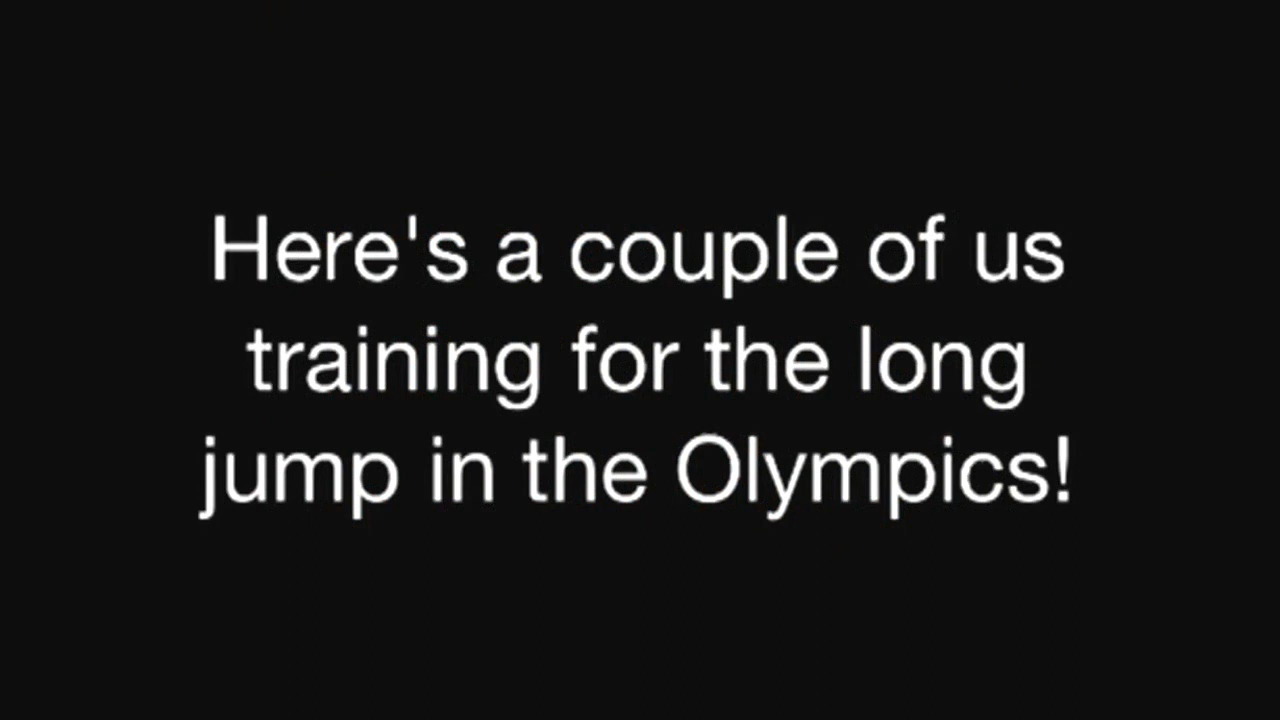 Here's a couple of us
training for the long
jump in the Olympics!